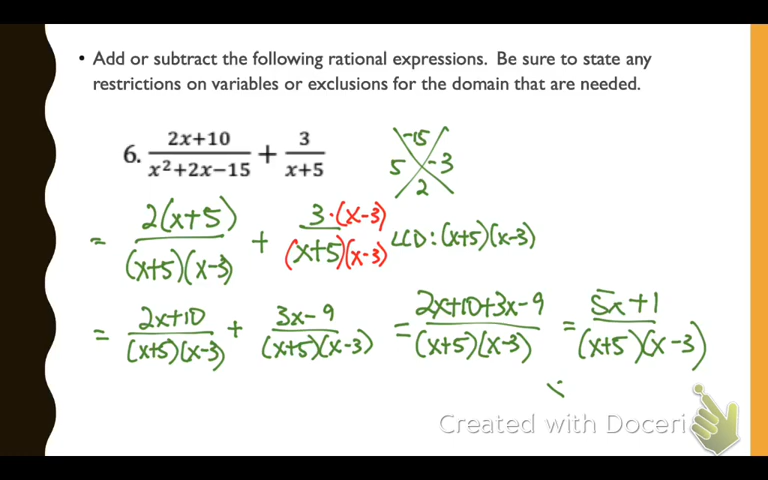 • Add or subtract the following rational expressions. Be sure to state any
restrictions on variables or exclusions for the domain that are needed.
6. (2x+10)/(x²+2x−15) + 3/(x+5)
-15
5 -3
2
= 2(x+5)/((x+5)(x-3)) + 3·(x-3)/((x+5)(x-3)) LCD: (x+5)(x-3)
= (2x+10)/((x+5)(x-3)) + (3x-9)/((x+5)(x-3)) = (2x+10+3x-9)/((x+5)(x-3)) = (5x+1)/((x+5)(x-3))
Created with Doceri